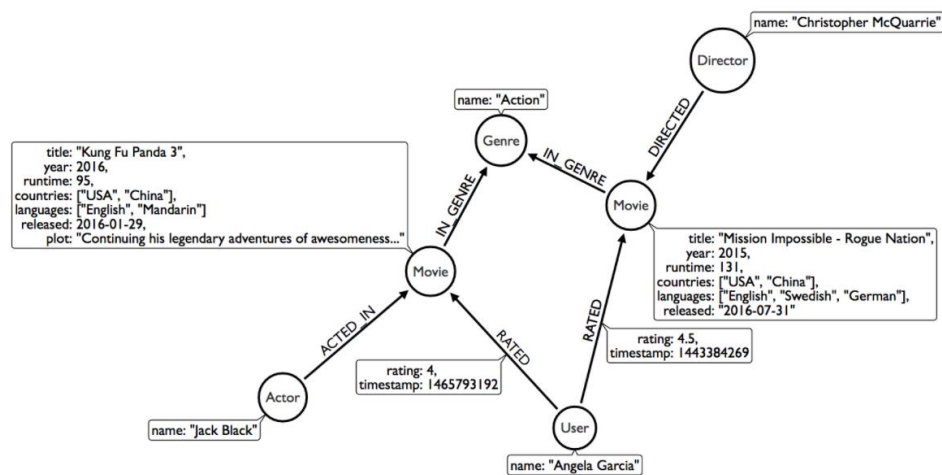 name: "Christopher McQuarrie"
Director
DIRECTED
name: "Action"
Genre
IN_GENRE
IN_GENRE
title: "Kung Fu Panda 3",
year: 2016,
runtime: 95,
countries: ["USA", "China"],
languages: ["English", "Mandarin"]
released: 2016-01-29,
plot: "Continuing his legendary adventures of awesomeness..."
Movie
Movie
title: "Mission Impossible - Rogue Nation",
year: 2015,
runtime: 131,
countries: ["USA", "China"],
languages: ["English", "Swedish", "German"],
released: "2016-07-31"
ACTED_IN
RATED
RATED
rating: 4.5,
timestamp: 1443384269
rating: 4,
timestamp: 1465793192
Actor
name: "Jack Black"
User
name: "Angela Garcia"